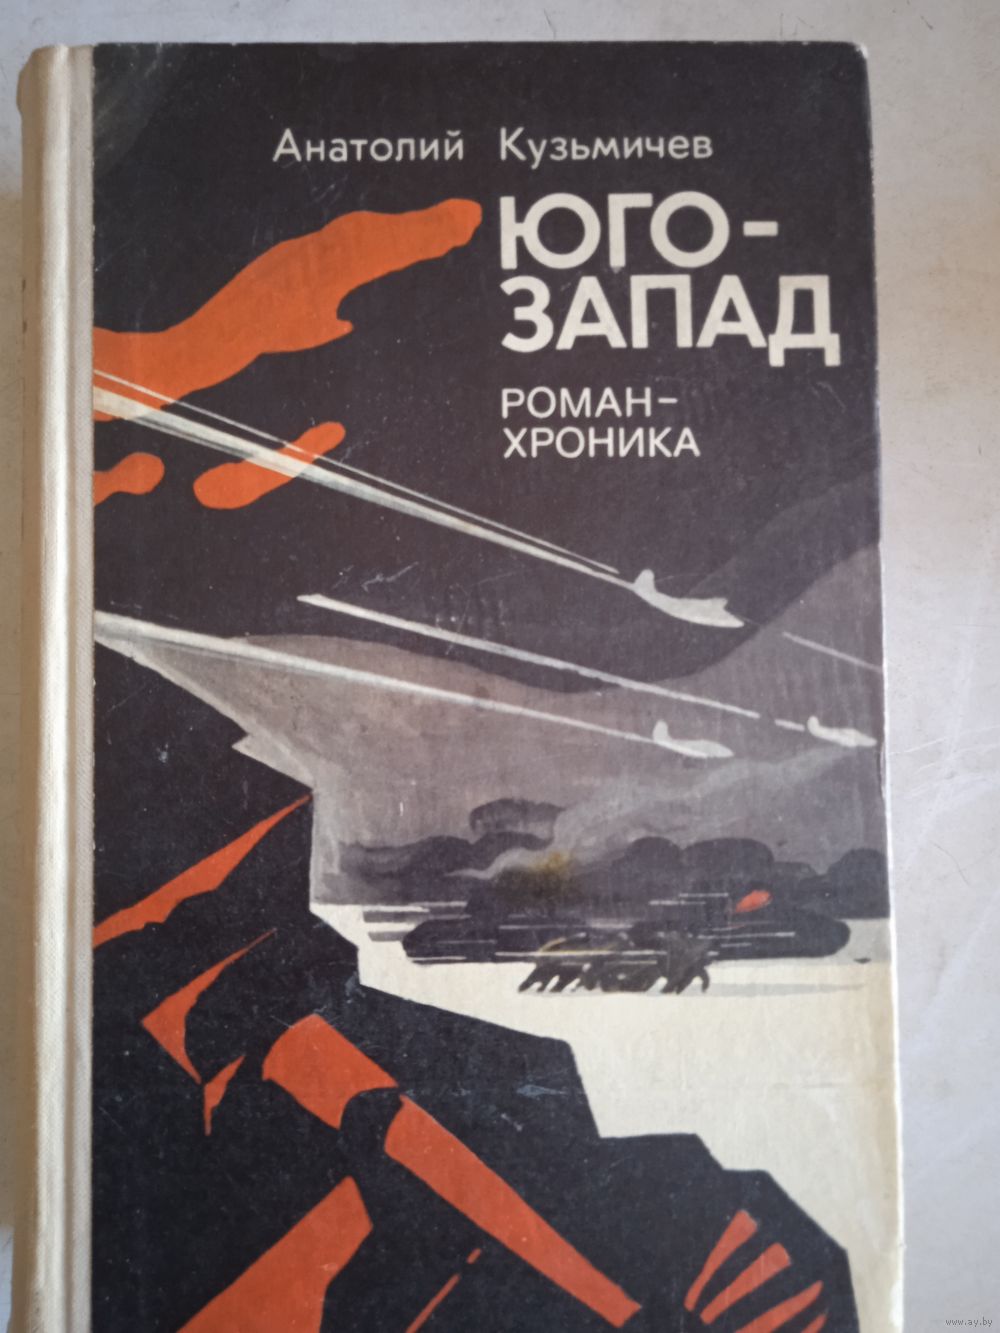 Анатолий Кузьмичев
ЮГО-
ЗАПАД
РОМАН-
ХРОНИКА
www.ay.by